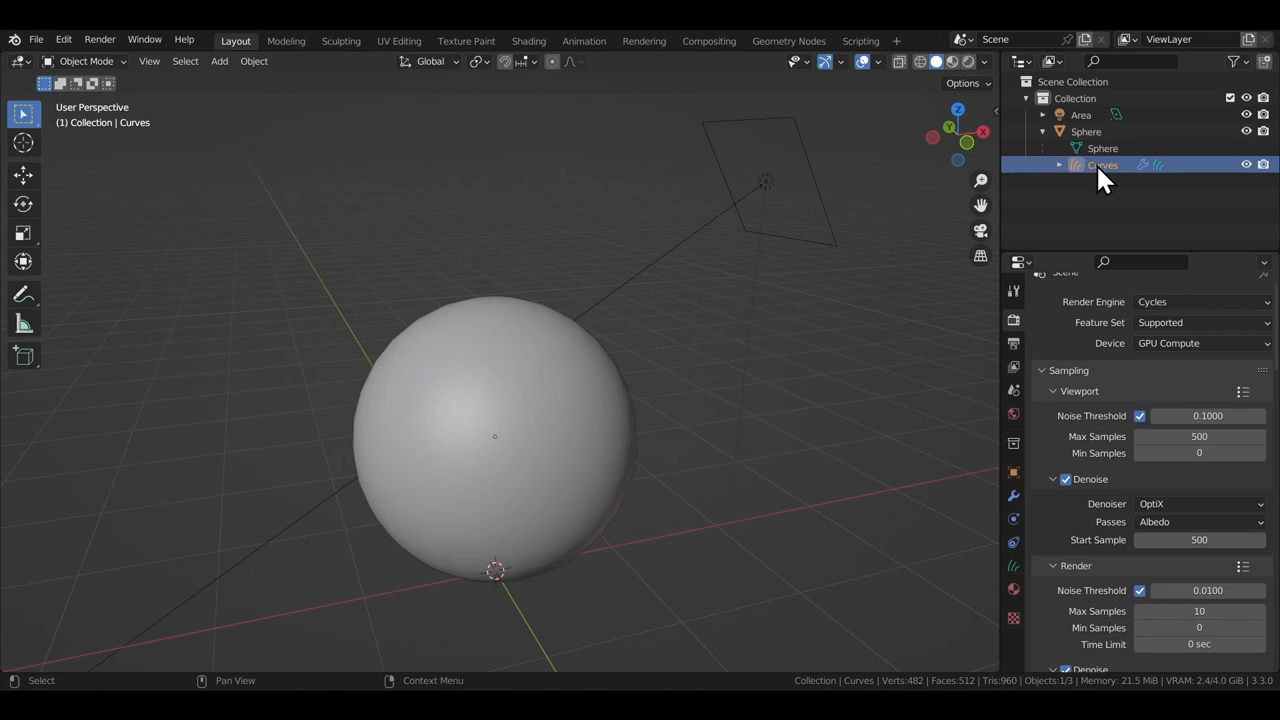 File Edit Render Window Help Layout Modeling Sculpting UV Editing Texture Paint Shading Animation Rendering Compositing Geometry Nodes Scripting + Scene ViewLayer
Object Mode View Select Add Object Global
Options
User Perspective
(1) Collection | Curves
Z
Y
X
Scene Collection
Collection
Area
Sphere
Sphere
Curves
Scene
Render Engine Cycles
Feature Set Supported
Device GPU Compute
Sampling
Viewport
Noise Threshold 0.1000
Max Samples 500
Min Samples 0
Denoise
Denoiser OptiX
Passes Albedo
Start Sample 500
Render
Noise Threshold 0.0100
Max Samples 10
Min Samples 0
Time Limit 0 sec
Denoise
Select Pan View Context Menu Collection | Curves | Verts:482 | Faces:512 | Tris:960 | Objects:1/3 | Memory: 21.5 MiB | VRAM: 2.4/4.0 GiB | 3.3.0